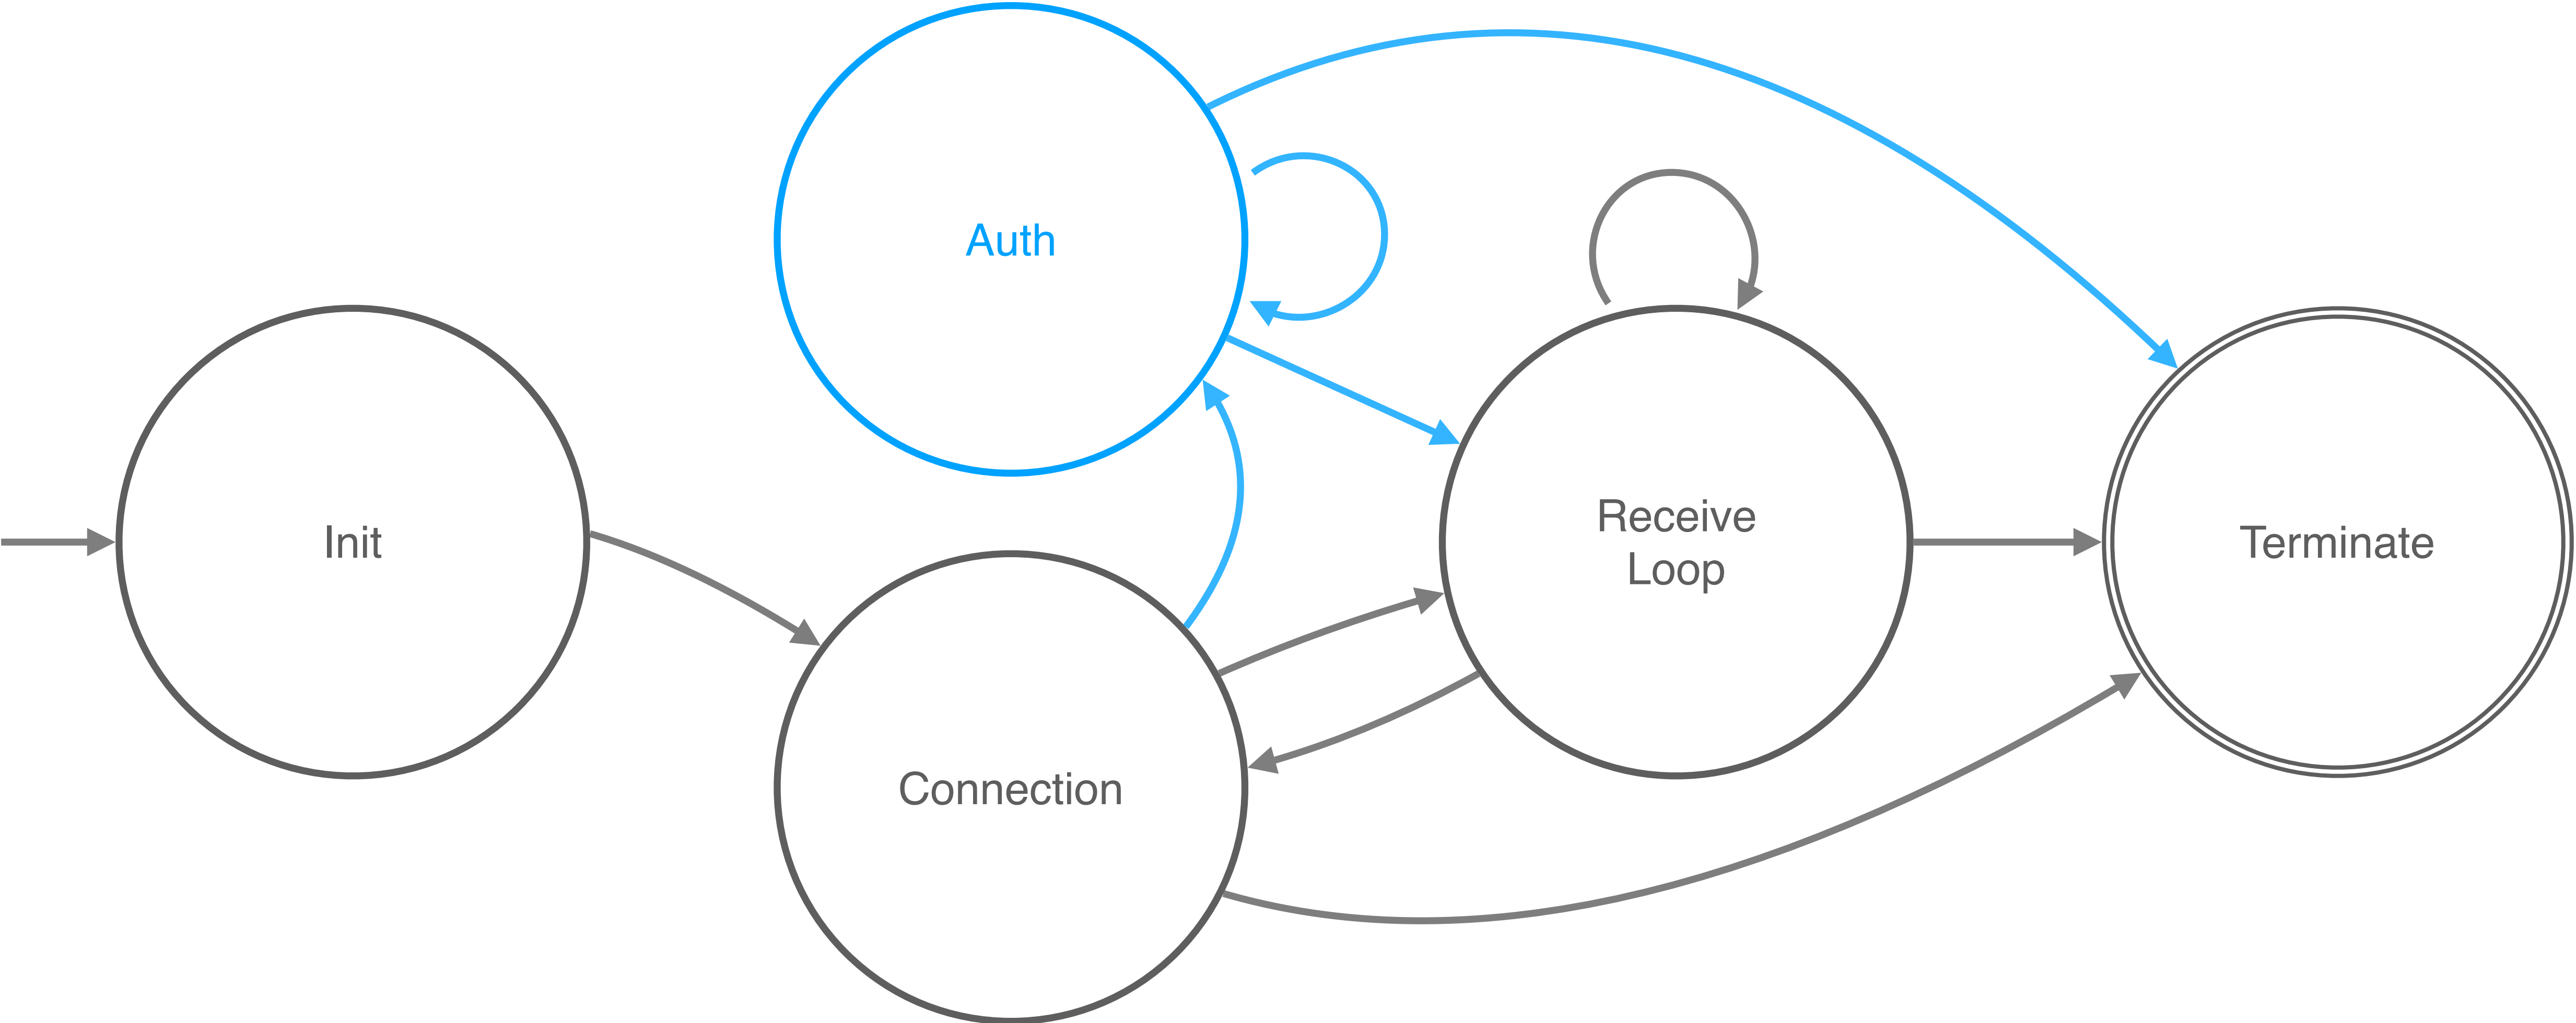 Auth
Init
Receive
Loop
Terminate
Connection